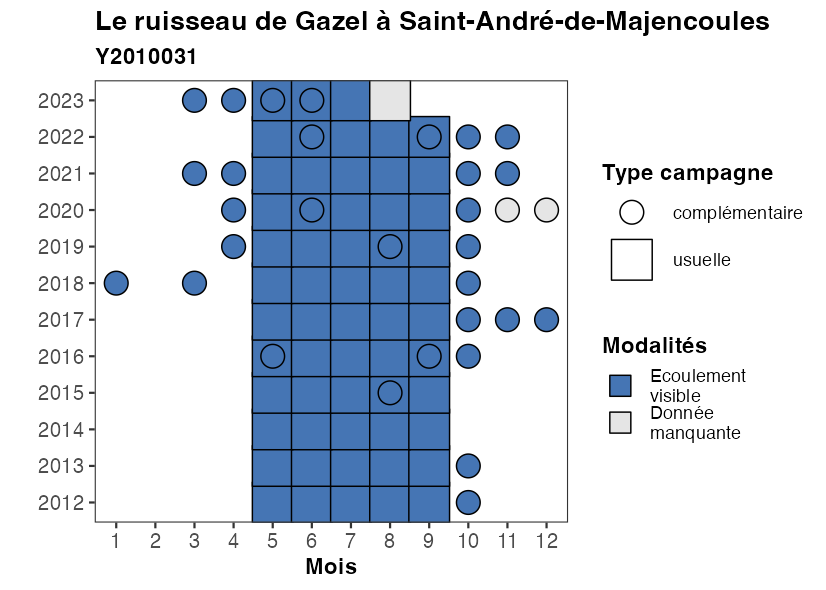 Le ruisseau de Gazel à Saint-André-de-Majencoules
Y2010031
2023
2022
2021
2020
2019
2018
2017
2016
2015
2014
2013
2012
1 2 3 4 5 6 7 8 9 10 11 12
Mois
Type campagne
complémentaire
usuelle
Modalités
Ecoulement
visible
Donnée
manquante